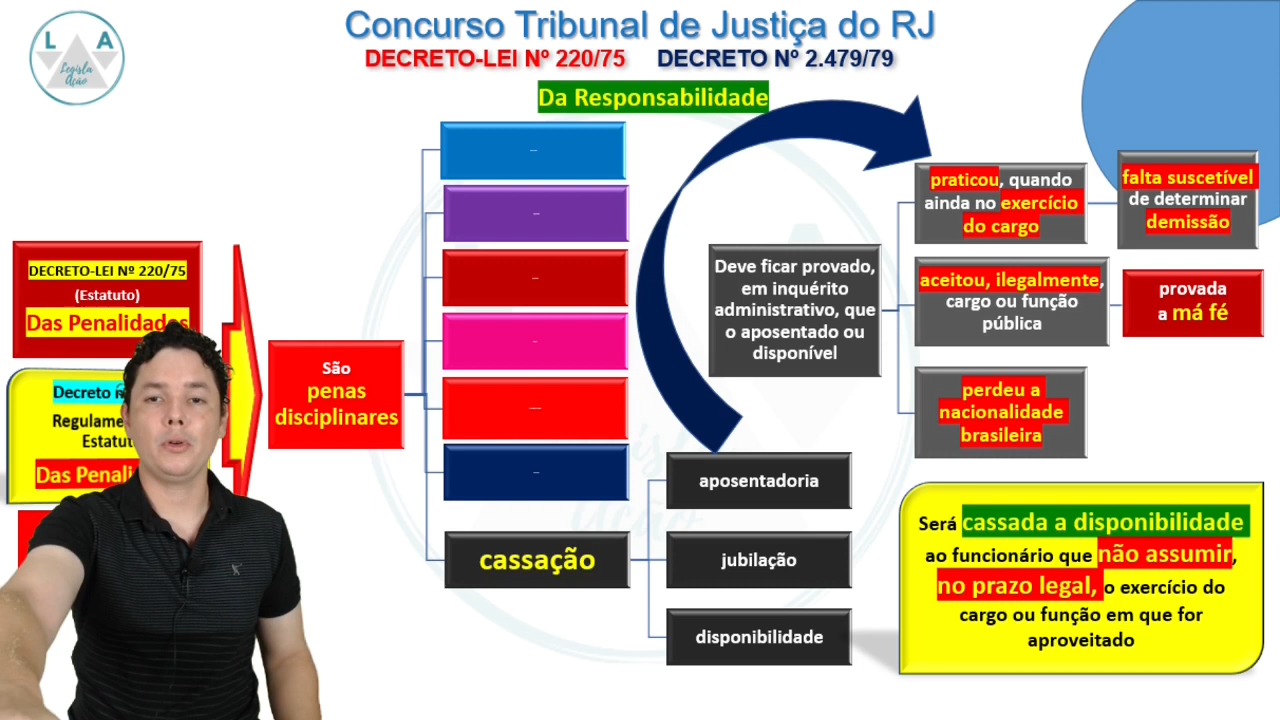 L A
Legisla
Ação
Concurso Tribunal de Justiça do RJ
DECRETO-LEI Nº 220/75 DECRETO Nº 2.479/79
Da Responsabilidade
DECRETO-LEI Nº 220/75
(Estatuto)
Das Penalidades
Decreto
Regulame
Estatut
Das Penali
São
penas
disciplinares
cassação
aposentadoria
jubilação
disponibilidade
Deve ficar provado,
em inquérito
administrativo, que
o aposentado ou
disponível
praticou, quando
ainda no exercício
do cargo
falta suscetível
de determinar
demissão
aceitou, ilegalmente,
cargo ou função
pública
provada
a má fé
perdeu a
nacionalidade
brasileira
Será cassada a disponibilidade
ao funcionário que não assumir,
no prazo legal, o exercício do
cargo ou função em que for
aproveitado